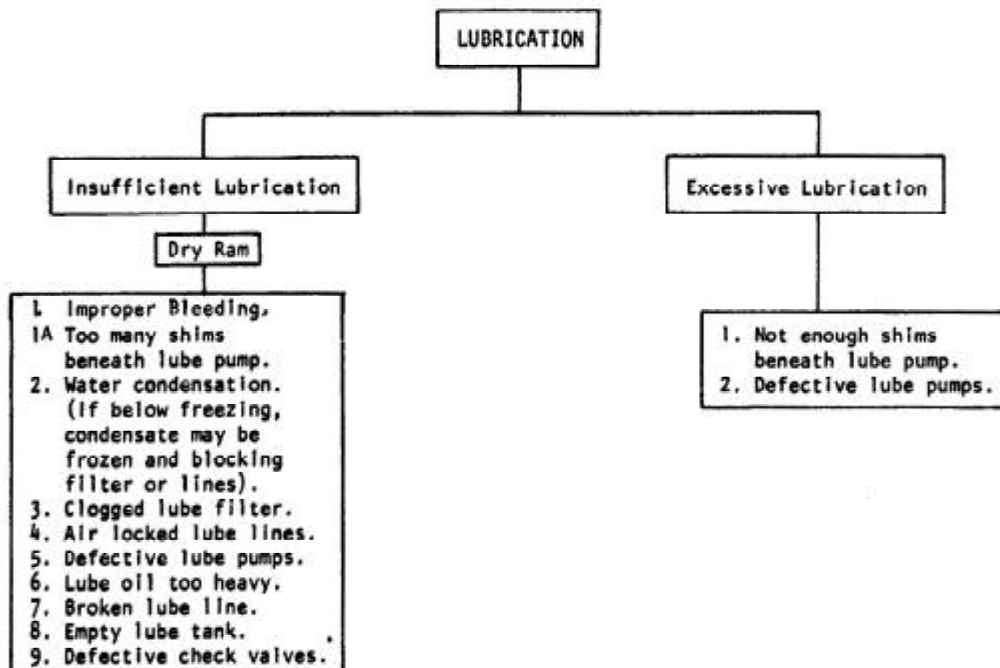 LUBRICATION
Insufficient Lubrication
Excessive Lubrication
Dry Ram
1. Improper Bleeding.
1A Too many shims
beneath lube pump.
2. Water condensation.
(If below freezing,
condensate may be
frozen and blocking
filter or lines).
3. Clogged lube filter.
4. Air locked lube lines.
5. Defective lube pumps.
6. Lube oil too heavy.
7. Broken lube line.
8. Empty lube tank.
9. Defective check valves.
1. Not enough shims
beneath lube pump.
2. Defective lube pumps.